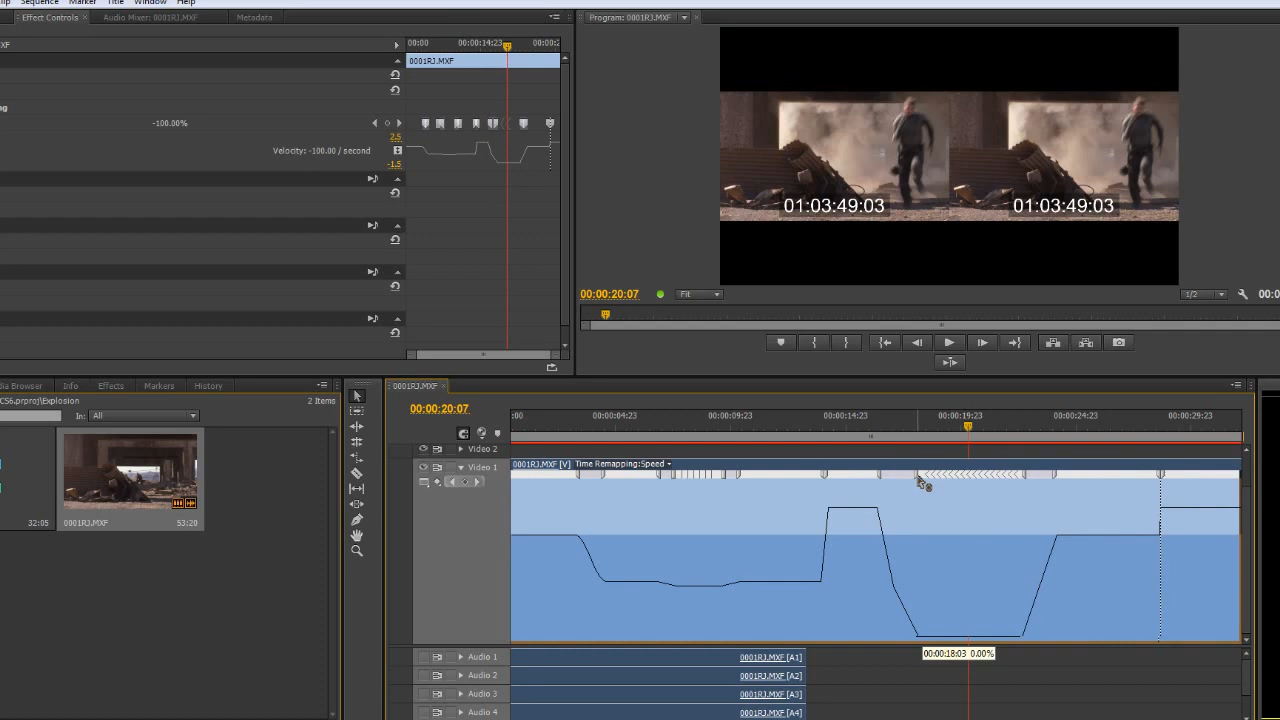 Clip Sequence Marker Title Window Help
Effect Controls Audio Mixer: 0001RJ.MXF Metadata
Program: 0001RJ.MXF
XF 00:00 00:00:14:23 00:00:2
0001RJ.MXF
ng
-100.00%
2.5
Velocity: -100.00 / second
-1.5
01:03:49:03 01:03:49:03
00:00:20:07 Fit 1/2 00:0
dia Browser Info Effects Markers History
0001RJ.MXF
CS6.prproj\Explosion 2 Items
In: All
00:00:20:07
:00 00:00:04:23 00:00:09:23 00:00:14:23 00:00:19:23 00:00:24:23 00:00:29:23
Video 2
0001RJ.MXF [V] Time Remapping:Speed
Video 1
32:05 0001RJ.MXF 53:20
00:00:18:03 0.00%
Audio 1 0001RJ.MXF [A1]
Audio 2 0001RJ.MXF [A2]
Audio 3 0001RJ.MXF [A3]
Audio 4 0001RJ.MXF [A4]